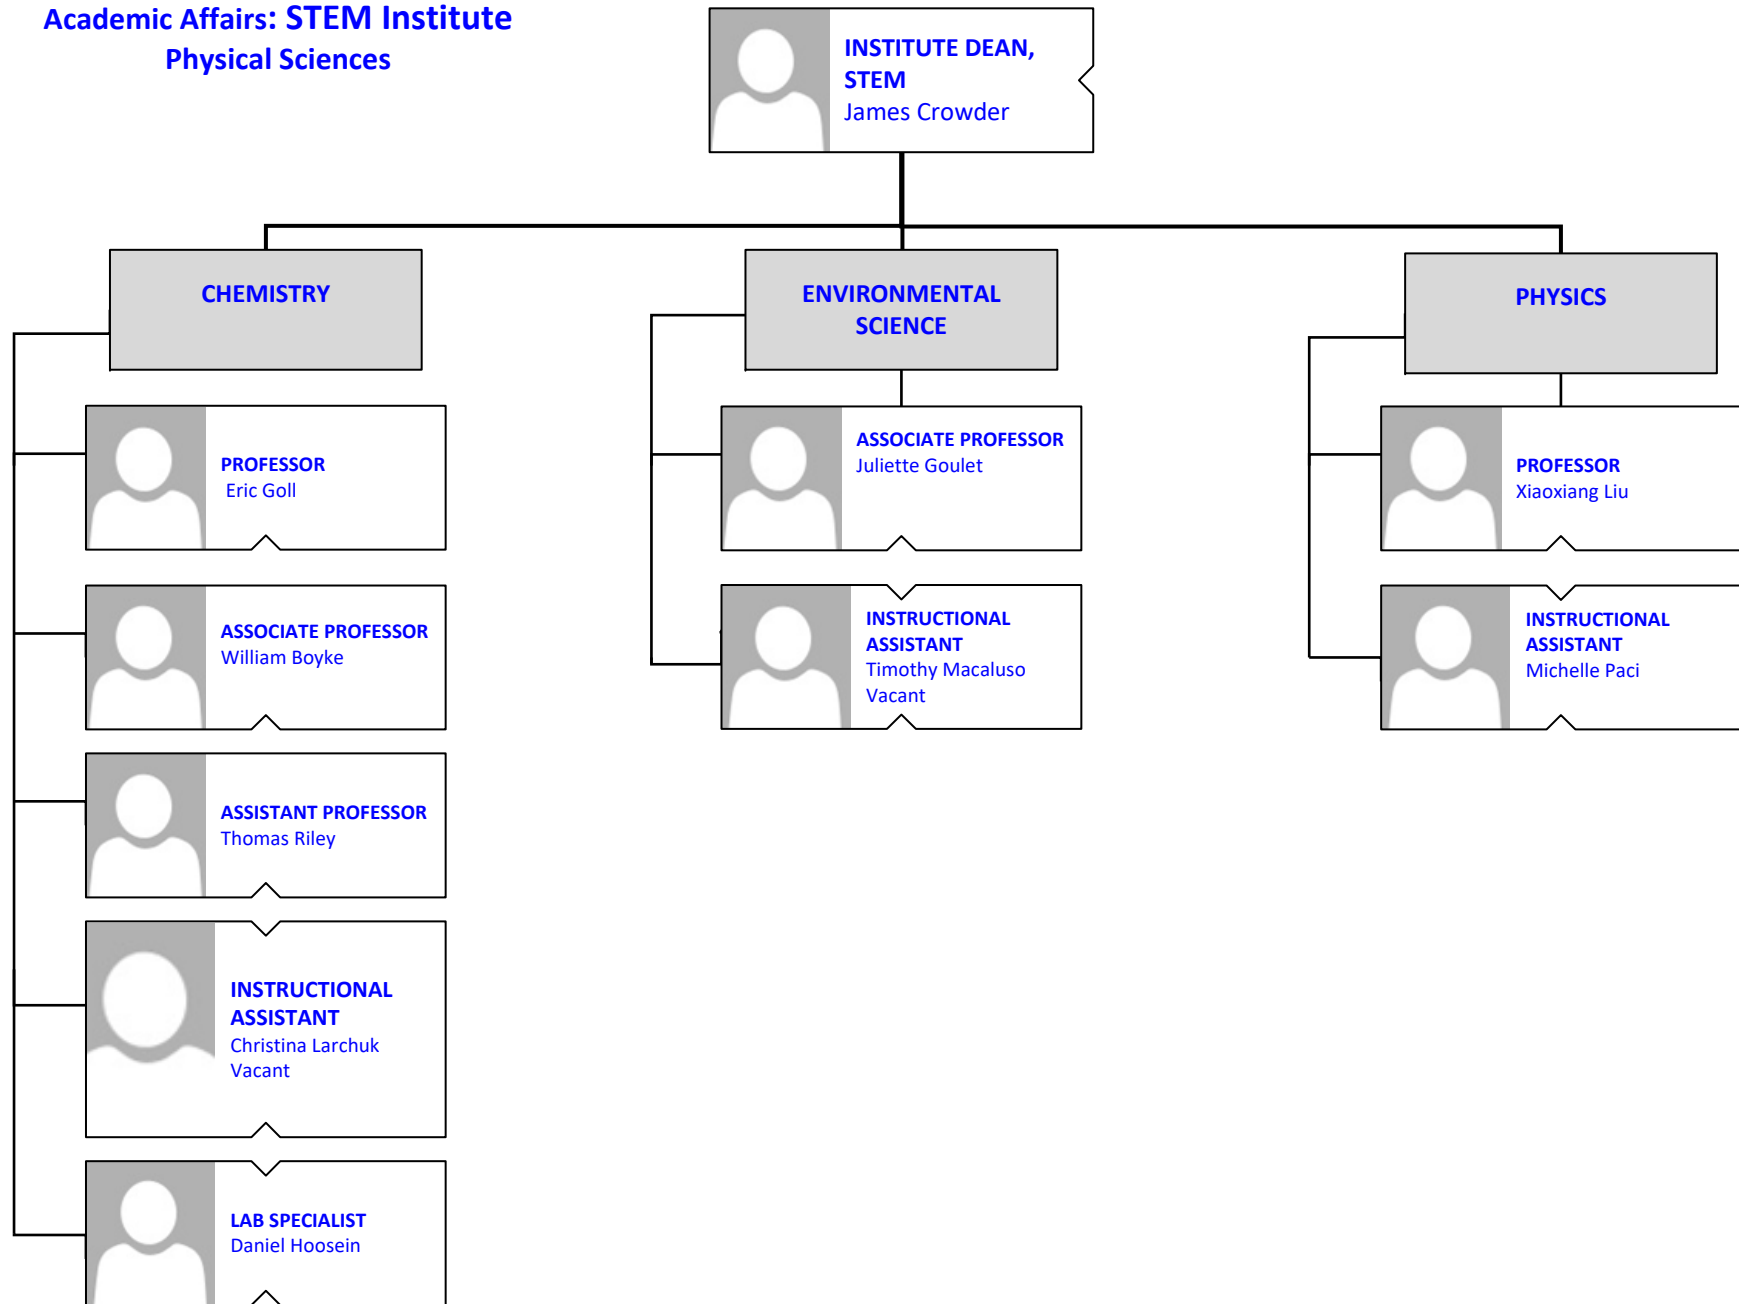 Academic Affairs: STEM Institute
Physical Sciences
INSTITUTE DEAN,
STEM
James Crowder
CHEMISTRY
PROFESSOR
Eric Goll
ASSOCIATE PROFESSOR
William Boyke
ASSISTANT PROFESSOR
Thomas Riley
INSTRUCTIONAL
ASSISTANT
Christina Larchuk
Vacant
LAB SPECIALIST
Daniel Hoosein
ENVIRONMENTAL
SCIENCE
ASSOCIATE PROFESSOR
Juliette Goulet
INSTRUCTIONAL
ASSISTANT
Timothy Macaluso
Vacant
PHYSICS
PROFESSOR
Xiaoxiang Liu
INSTRUCTIONAL
ASSISTANT
Michelle Paci